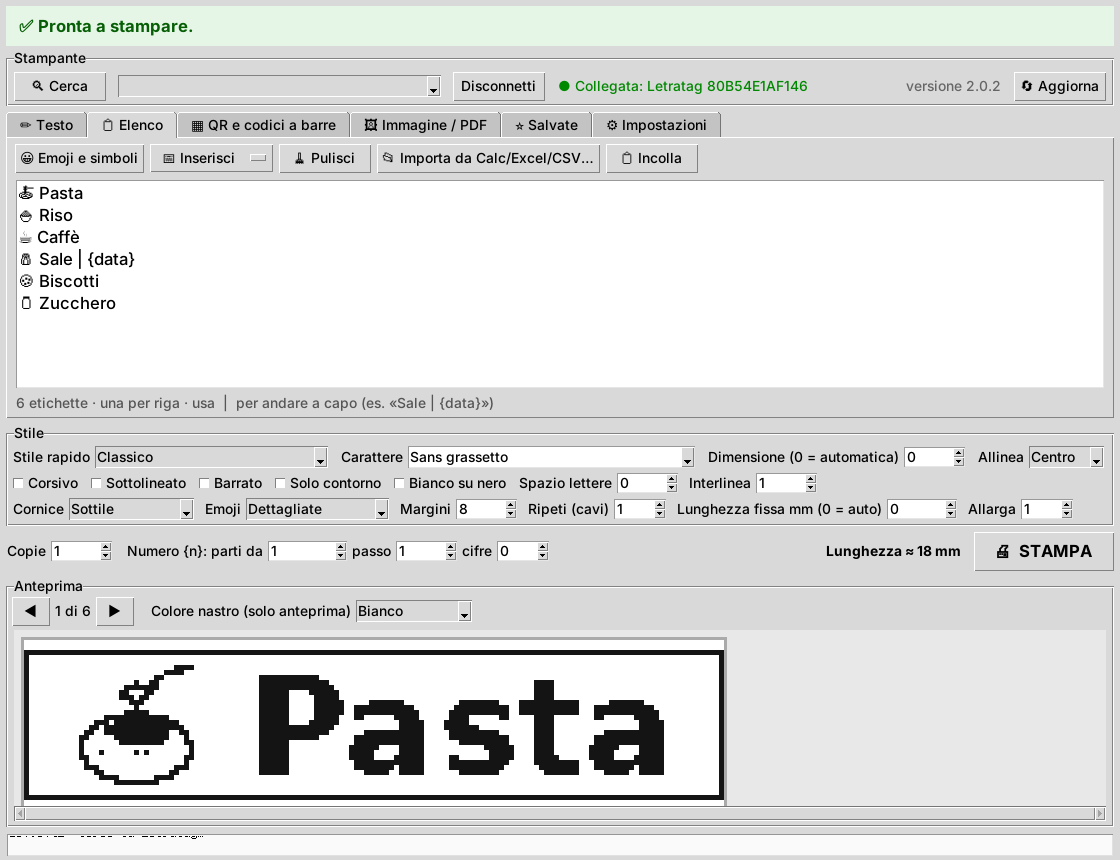 ✅ Pronta a stampare.
Stampante
🔍 Cerca Disconnetti ● Collegata: Letratag 80B54E1AF146 versione 2.0.2 🔄 Aggiorna
✏ Testo 📋 Elenco ▦ QR e codici a barre 🖼 Immagine / PDF ⭐ Salvate ⚙ Impostazioni
😀 Emoji e simboli 📅 Inserisci 🧹 Pulisci 📂 Importa da Calc/Excel/CSV… 📋 Incolla
🍝 Pasta
🍚 Riso
☕ Caffè
🧂 Sale | {data}
🍪 Biscotti
🫙 Zucchero
6 etichette · una per riga · usa | per andare a capo (es. «Sale | {data}»)
Stile
Stile rapido Classico Carattere Sans grassetto Dimensione (0 = automatica) 0 Allinea Centro
Corsivo Sottolineato Barrato Solo contorno Bianco su nero Spazio lettere 0 Interlinea 1
Cornice Sottile Emoji Dettagliate Margini 8 Ripeti (cavi) 1 Lunghezza fissa mm (0 = auto) 0 Allarga 1
Copie 1 Numero {n}: parti da 1 passo 1 cifre 0 Lunghezza ≈ 18 mm 🖨 STAMPA
Anteprima
◀ 1 di 6 ▶ Colore nastro (solo anteprima) Bianco
Pasta